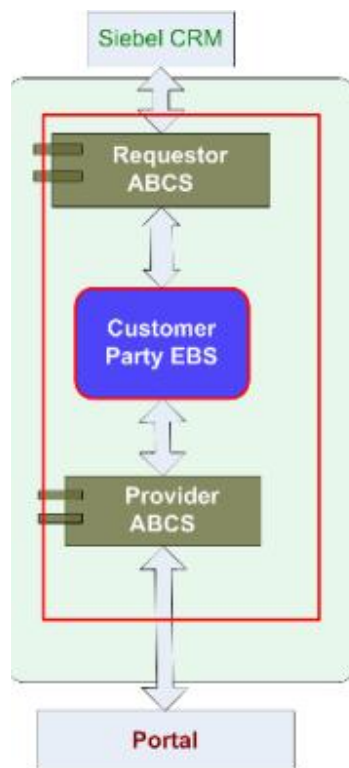 Siebel CRM
Requestor
ABCS
Customer
Party EBS
Provider
ABCS
Portal